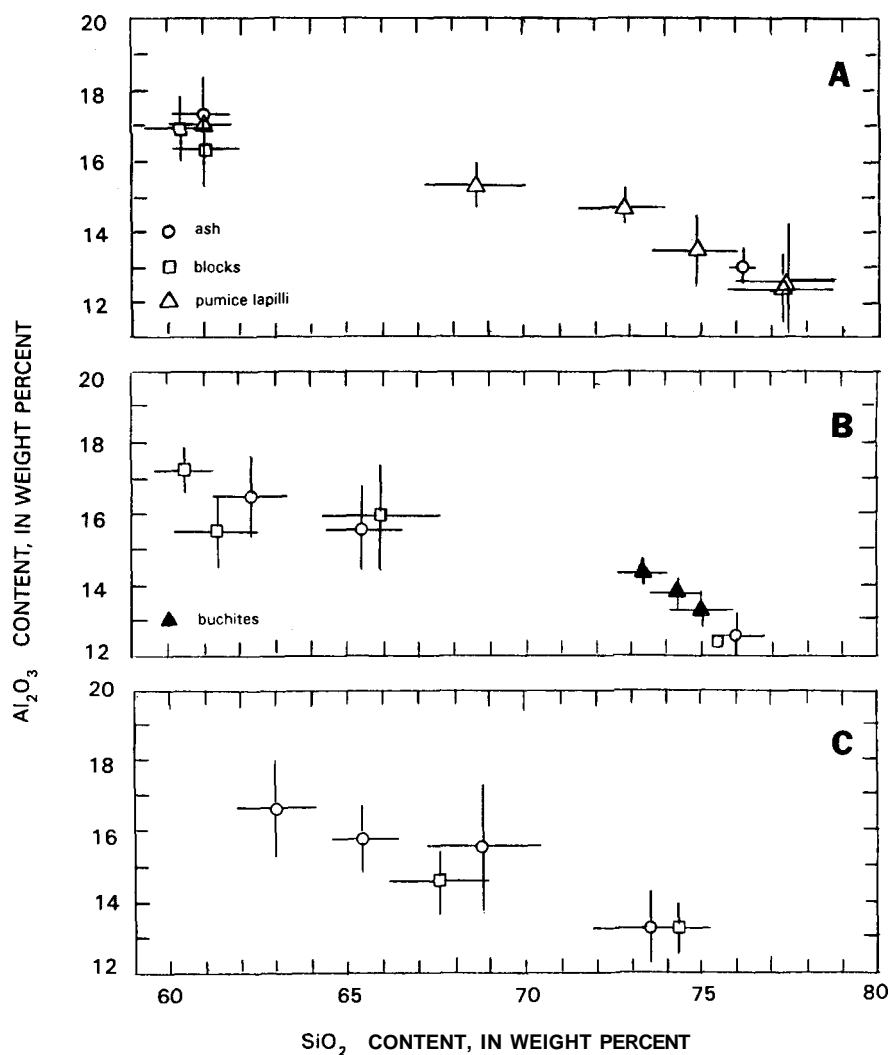 20
18
16
14
12
A
ash
blocks
pumice lapilli
20
18
16
14
12
B
buchites
20
18
16
14
12
C
60 65 70 75 80
Al₂O₃ CONTENT, IN WEIGHT PERCENT
SiO₂ CONTENT, IN WEIGHT PERCENT